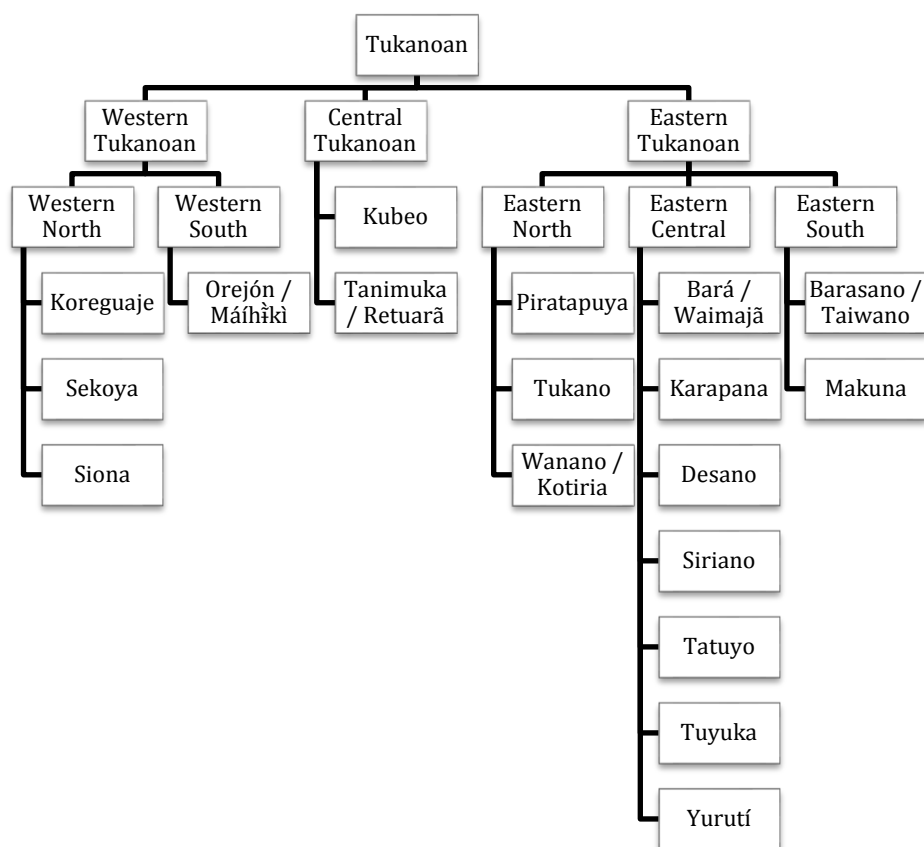 Tukanoan
Western
Tukanoan
Central
Tukanoan
Eastern
Tukanoan
Western
North
Western
South
Kubeo
Eastern
North
Eastern
Central
Eastern
South
Koreguaje
Orejón /
Máíhɨ̃̀kì
Tanimuka
/ Retuarã
Piratapuya
Bará /
Waimajã
Barasano /
Taiwano
Sekoya
Tukano
Karapana
Makuna
Siona
Wanano /
Kotiria
Desano
Siriano
Tatuyo
Tuyuka
Yurutí